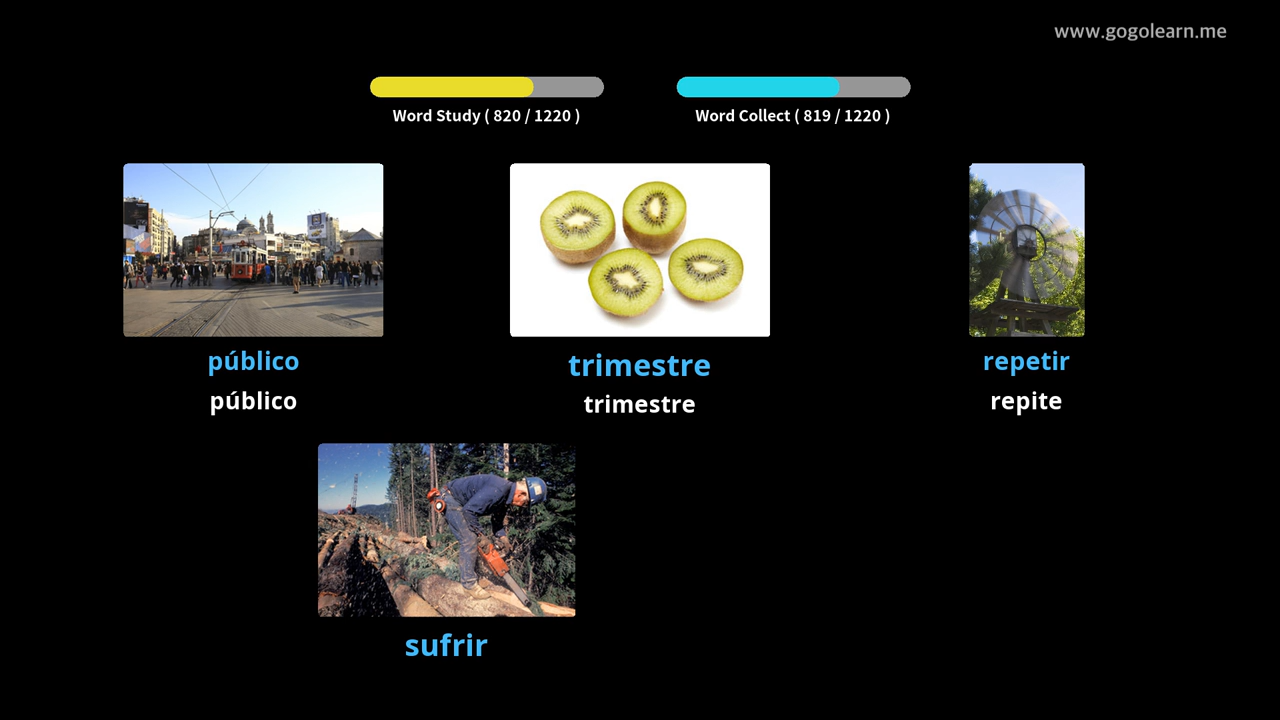 www.gogolearn.me
Word Study ( 820 / 1220 )
Word Collect ( 819 / 1220 )
público
público
trimestre
trimestre
repetir
repite
sufrir